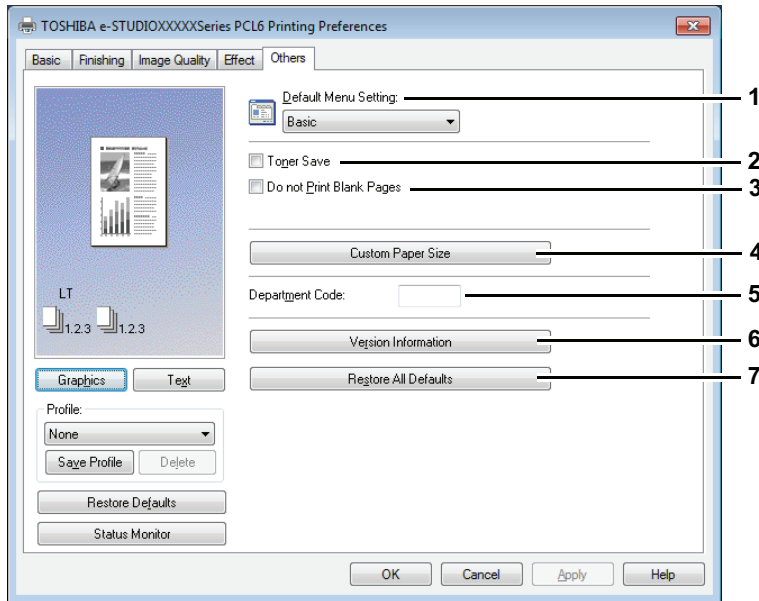 TOSHIBA e-STUDIOXXXXXSeries PCL6 Printing Preferences
Basic Finishing Image Quality Effect Others
Default Menu Setting: 1
Basic
Toner Save 2
Do not Print Blank Pages 3
Custom Paper Size 4
LT
Department Code: 5
1.2.3 1.2.3
Version Information 6
Graphics Text
Restore All Defaults 7
Profile:
None
Save Profile Delete
Restore Defaults
Status Monitor
OK Cancel Apply Help